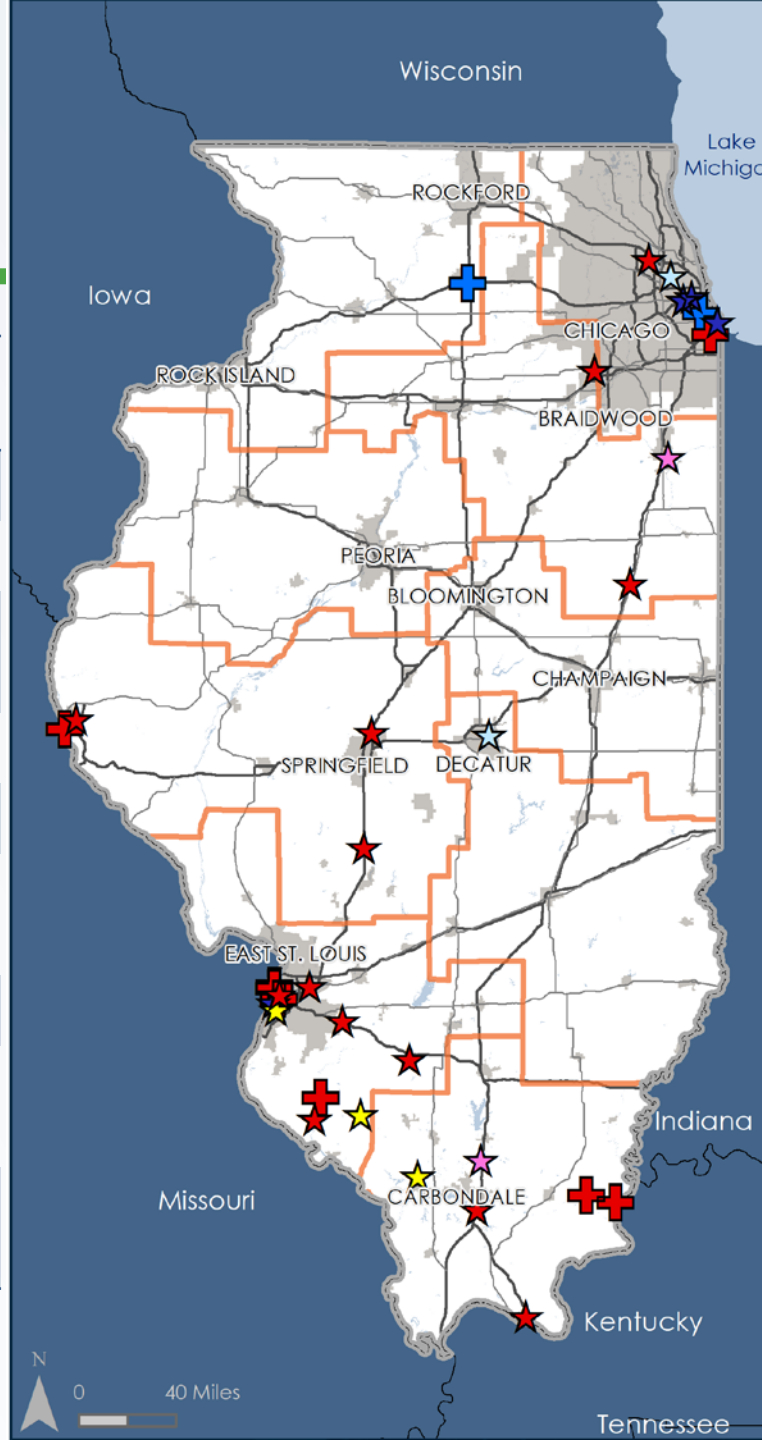 Wisconsin
Lake
Michiga
ROCKFORD
Iowa
CHICAGO
ROCK ISLAND
BRAIDWOOD
PEORIA
BLOOMINGTON
CHAMPAIGN
SPRINGFIELD
DECATUR
EAST ST. LOUIS
Indiana
Missouri
CARBONDALE
Kentucky
N
0 40 Miles
Tennessee